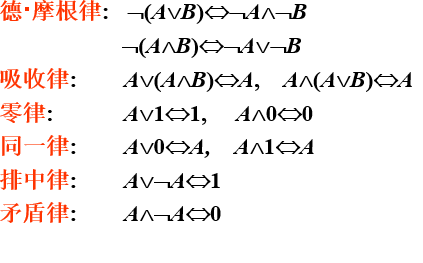 德·摩根律: ¬(A∨B)⇔¬A∧¬B
¬(A∧B)⇔¬A∨¬B
吸收律: A∨(A∧B)⇔A, A∧(A∨B)⇔A
零律: A∨1⇔1, A∧0⇔0
同一律: A∨0⇔A, A∧1⇔A
排中律: A∨¬A⇔1
矛盾律: A∧¬A⇔0